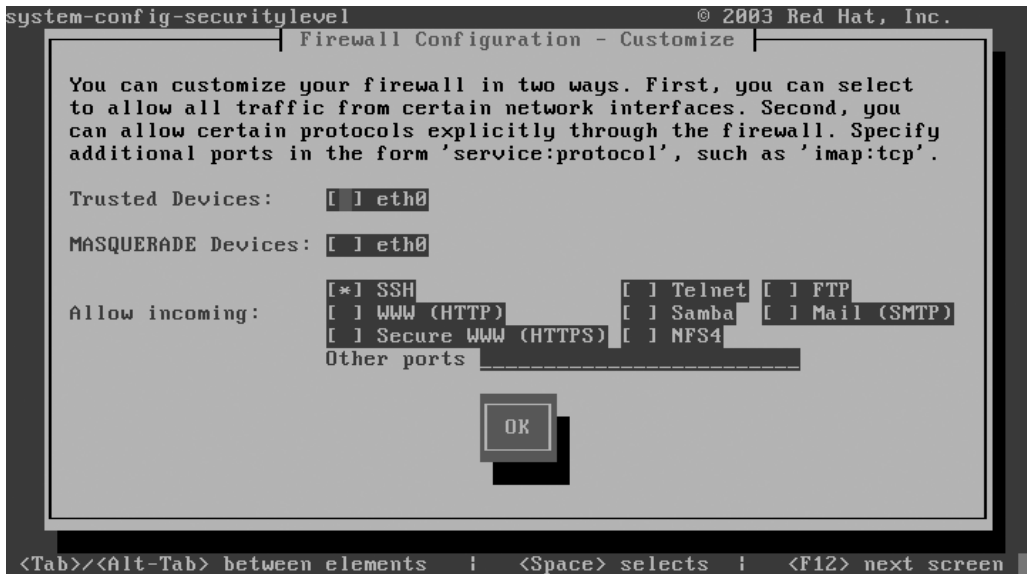 system-config-securitylevel © 2003 Red Hat, Inc.
Firewall Configuration - Customize
You can customize your firewall in two ways. First, you can select
to allow all traffic from certain network interfaces. Second, you
can allow certain protocols explicitly through the firewall. Specify
additional ports in the form 'service:protocol', such as 'imap:tcp'.
Trusted Devices: [ ] eth0
MASQUERADE Devices: [ ] eth0
[*] SSH [ ] Telnet [ ] FTP
Allow incoming: [ ] WWW (HTTP) [ ] Samba [ ] Mail (SMTP)
[ ] Secure WWW (HTTPS) [ ] NFS4
Other ports _________________________
OK
<Tab>/<Alt-Tab> between elements | <Space> selects | <F12> next screen